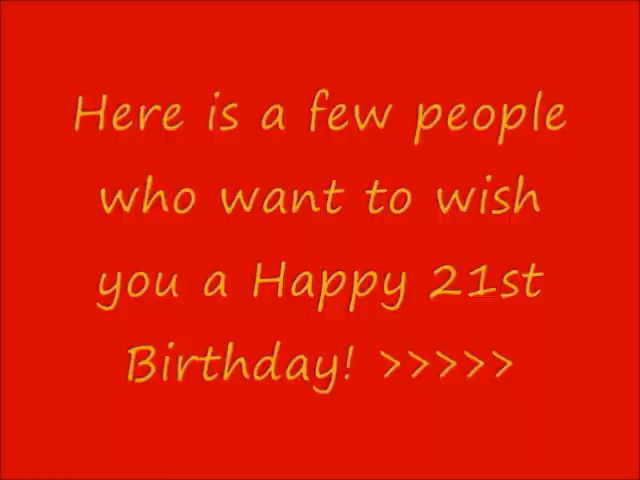 Here is a few people
who want to wish
you a Happy 21st
Birthday! >>>>>